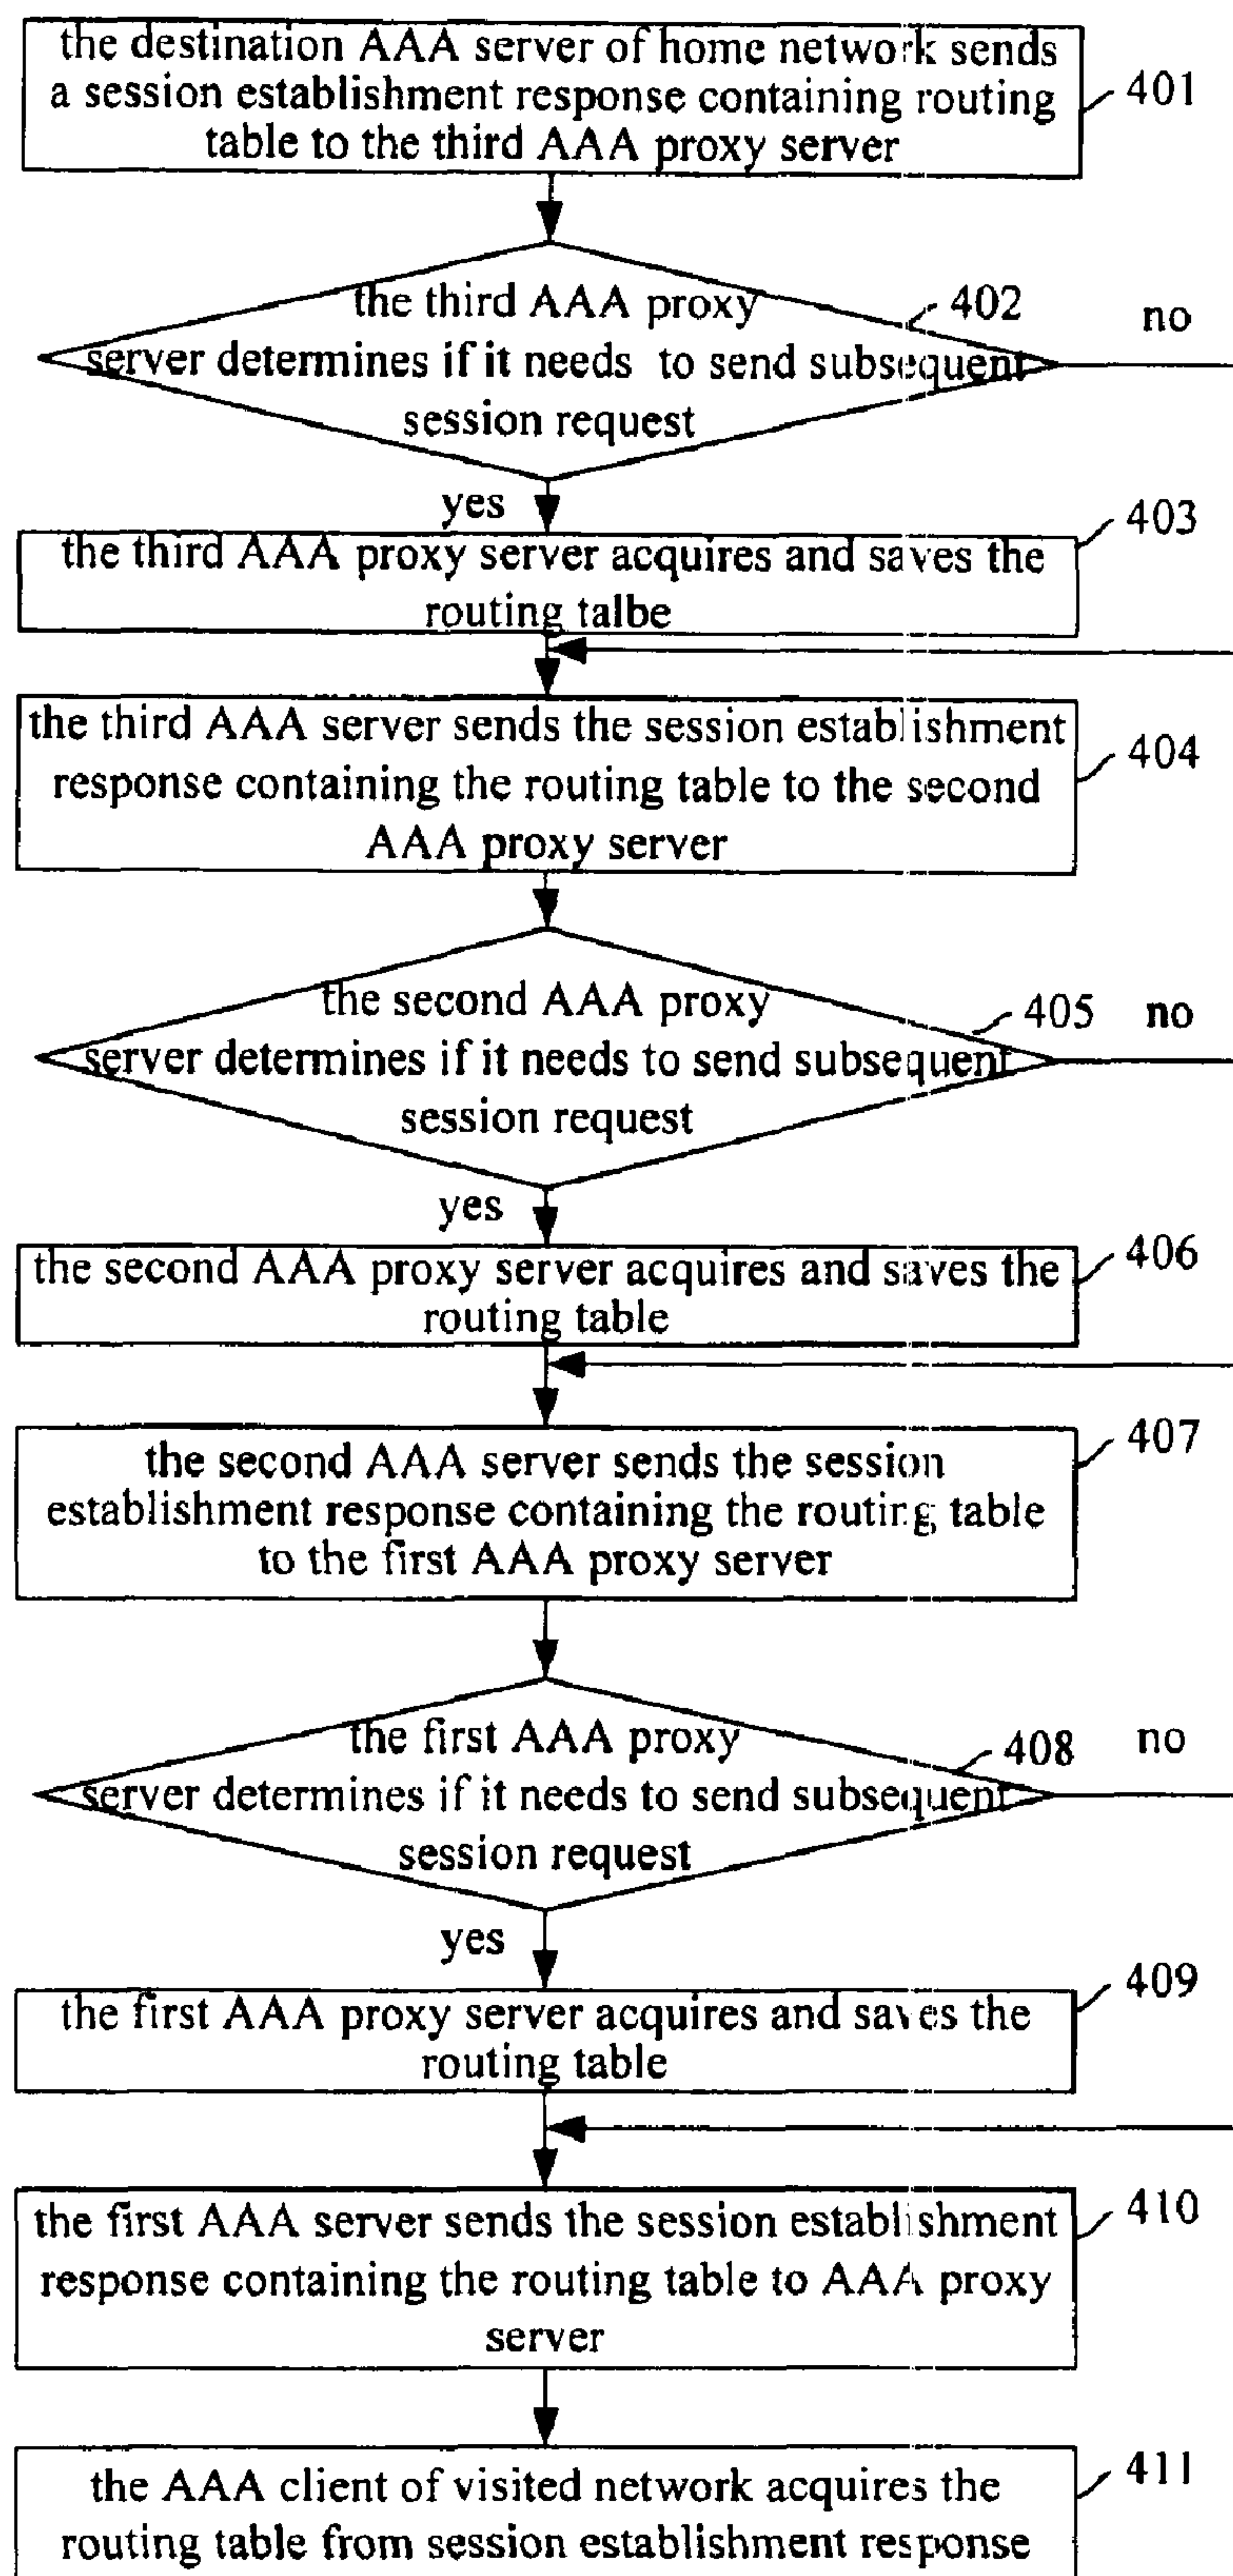 the destination AAA server of home network sends
a session establishment response containing routing
table to the third AAA proxy server
401
the third AAA proxy
402
no
server determines if it needs to send subsequent
session request
yes
403
the third AAA proxy server acquires and saves the
routing talbe
the third AAA server sends the session establishment
response containing the routing table to the second
AAA proxy server
404
the second AAA proxy
405
no
server determines if it needs to send subsequent
session request
yes
406
the second AAA proxy server acquires and saves the
routing table
407
the second AAA server sends the session
establishment response containing the routing table
to the first AAA proxy server
the first AAA proxy
408
no
server determines if it needs to send subsequent
session request
yes
409
the first AAA proxy server acquires and saves the
routing table
410
the first AAA server sends the session establishment
response containing the routing table to AAA proxy
server
411
the AAA client of visited network acquires the
routing table from session establishment response